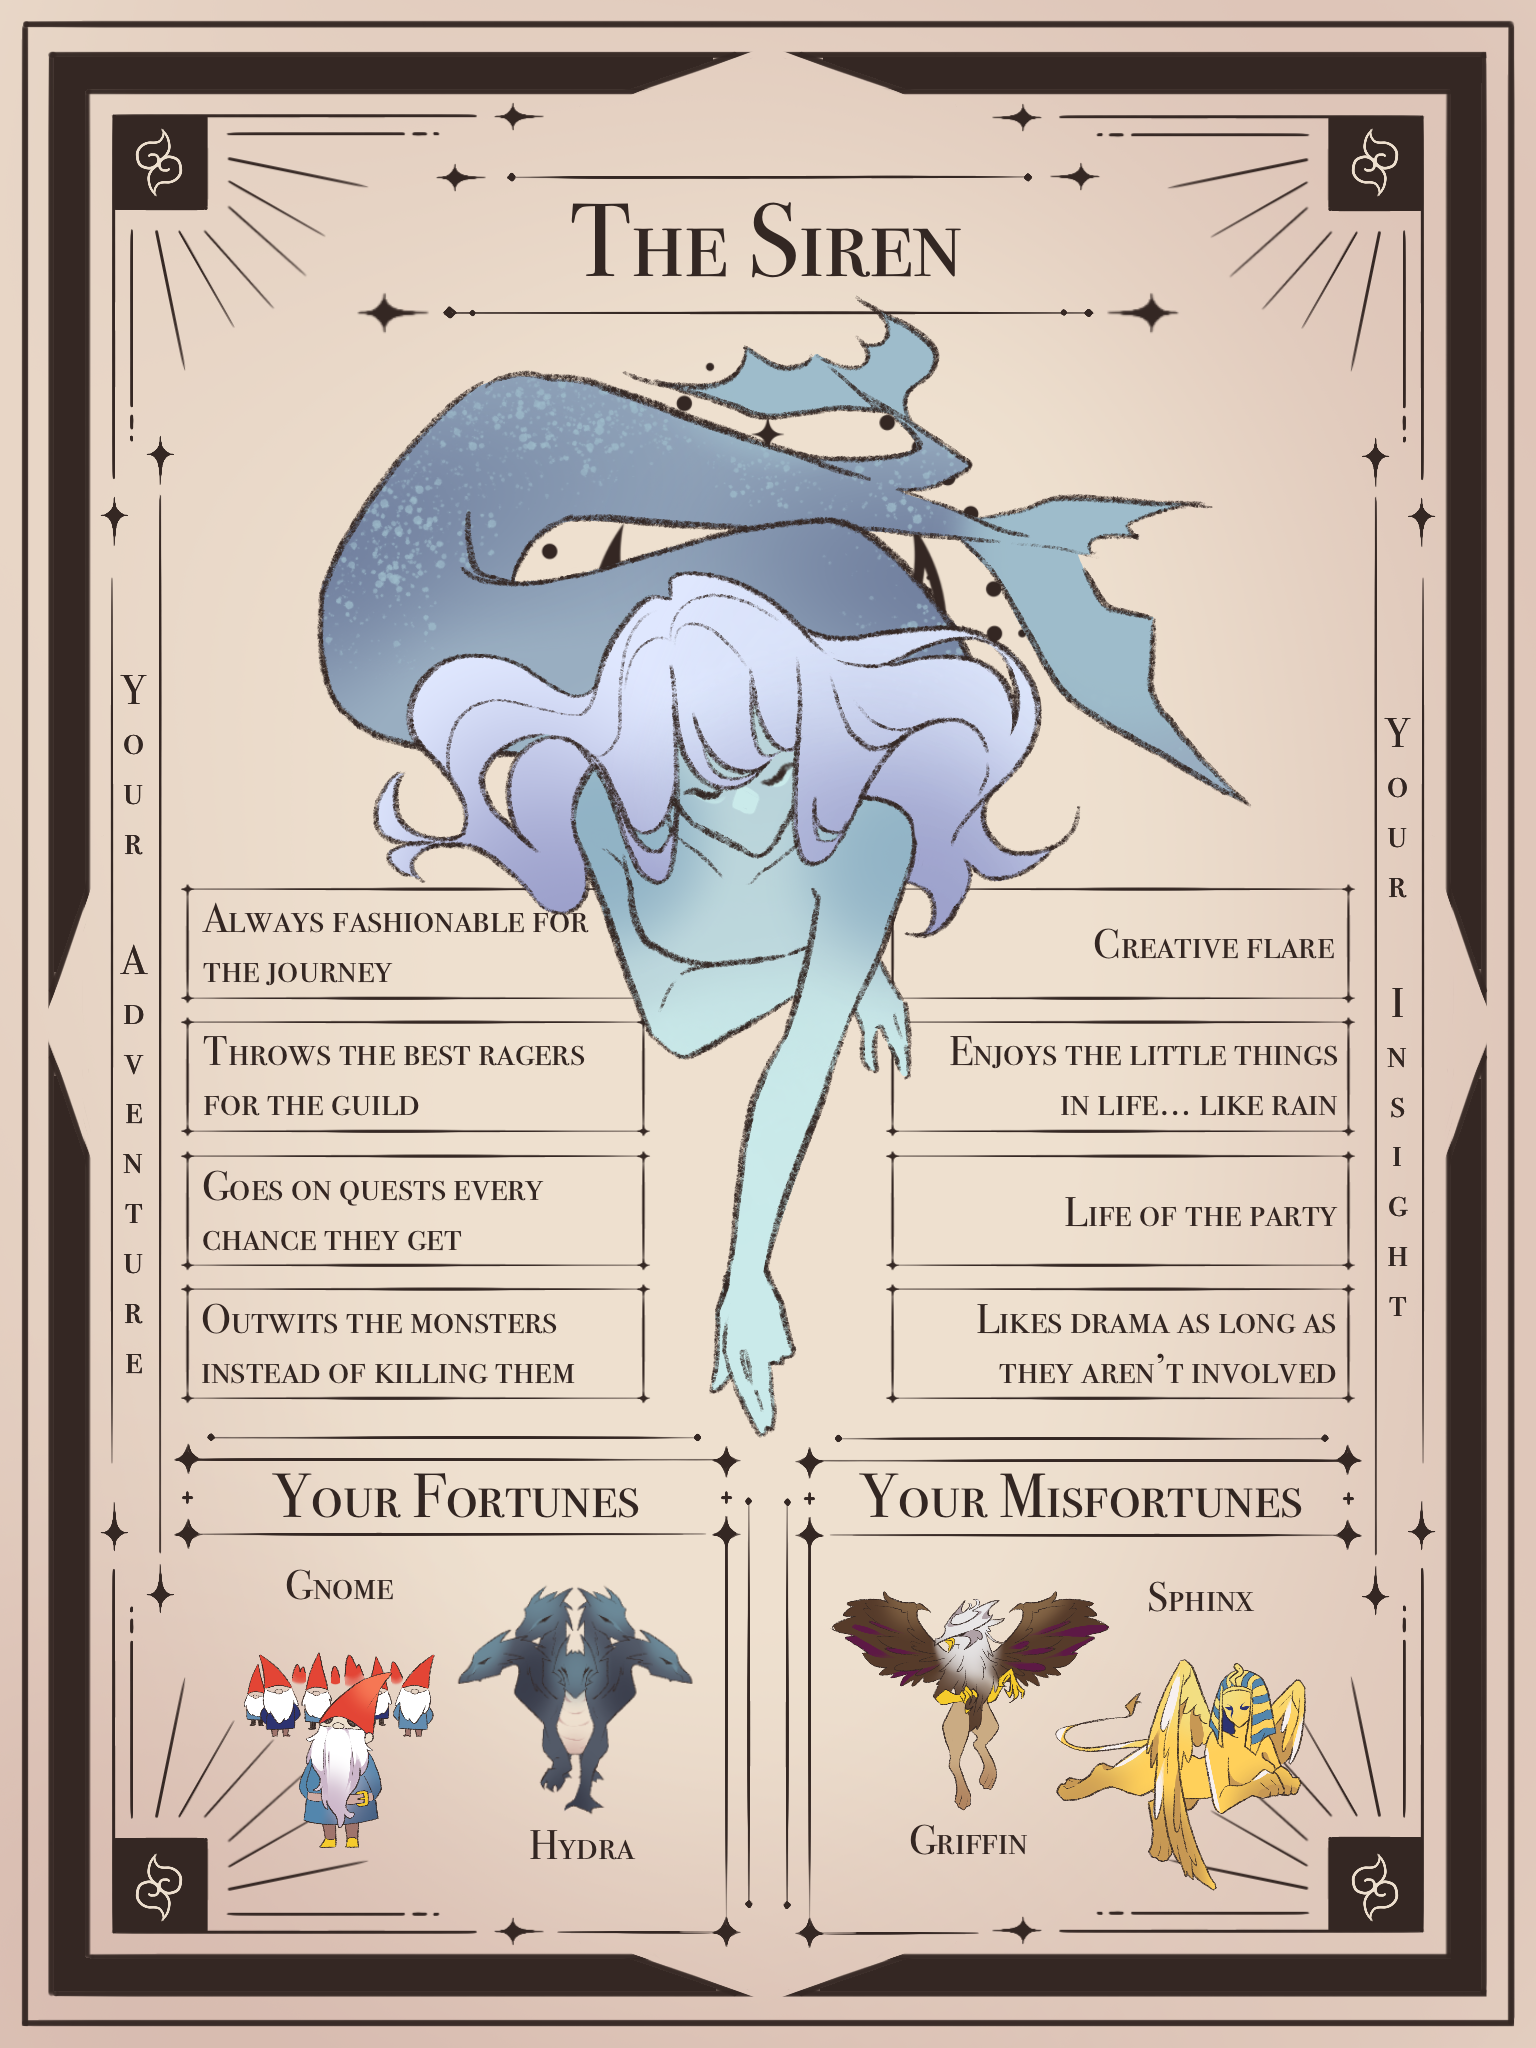 The Siren
Your Adventure
Always fashionable for
the journey
Throws the best ragers
for the guild
Goes on quests every
chance they get
Outwits the monsters
instead of killing them
Your Insight
Creative flare
Enjoys the little things
in life... like rain
Life of the party
Likes drama as long as
they aren't involved
Your Fortunes
Gnome
Hydra
Your Misfortunes
Sphinx
Griffin